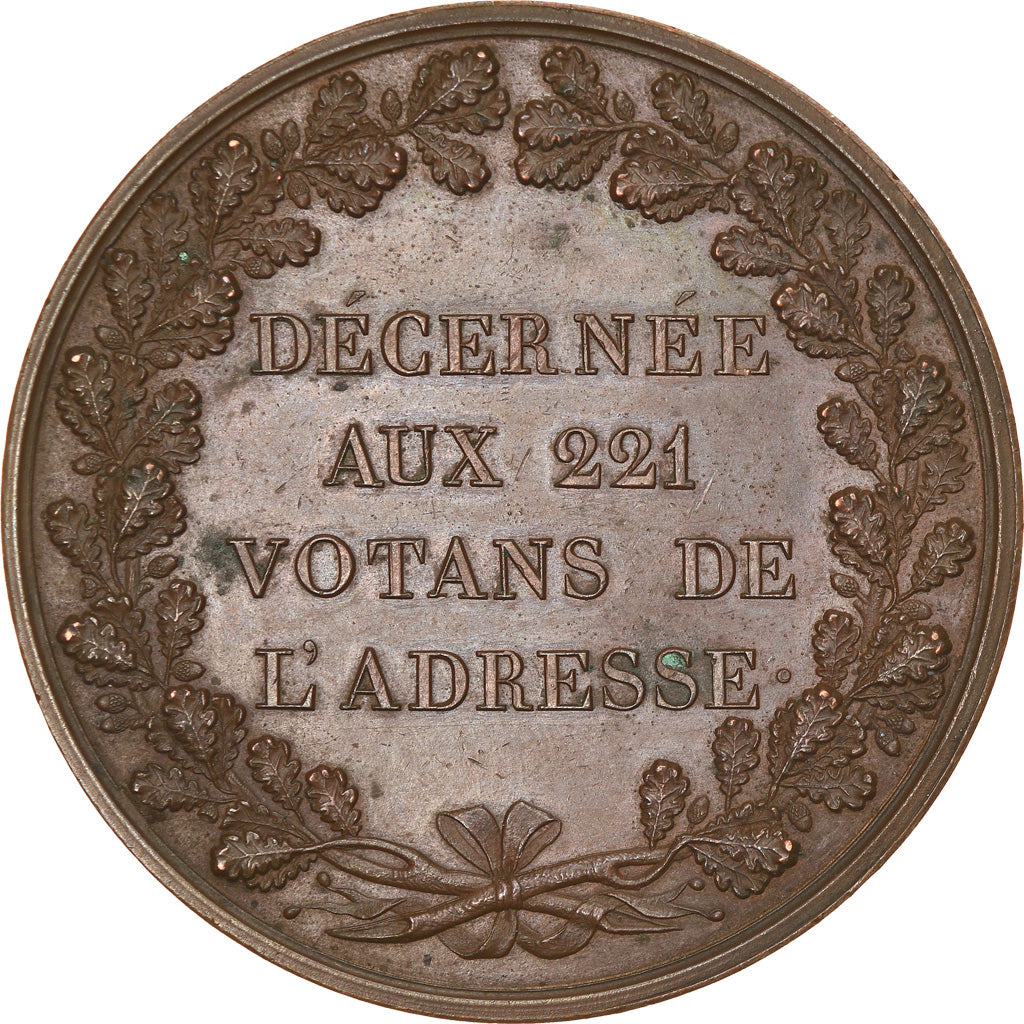 DÉCERNÉE
AUX 221
VOTANS DE
L'ADRESSE.